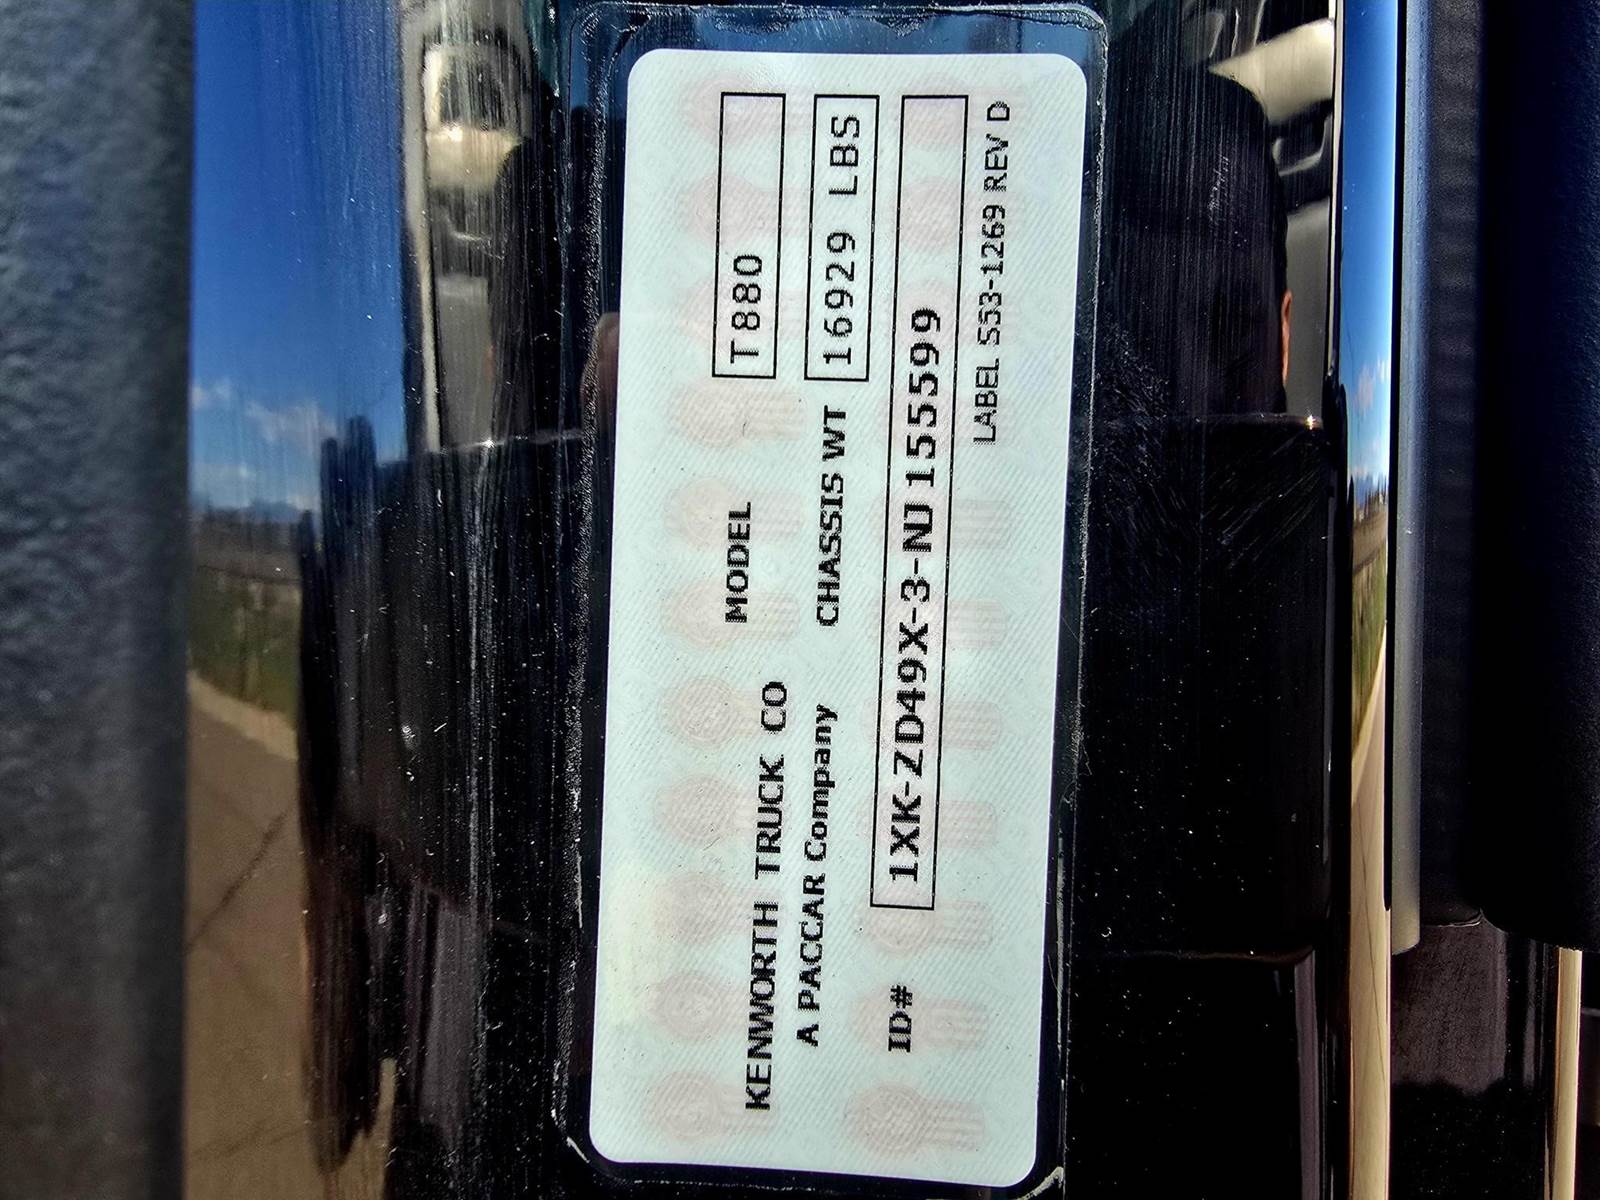 KENWORTH TRUCK CO
A PACCAR Company
MODEL T880
CHASSIS WT 16929 LBS
ID# 1XK-ZD49X-3-NJ155599
LABEL S53-1269 REV D